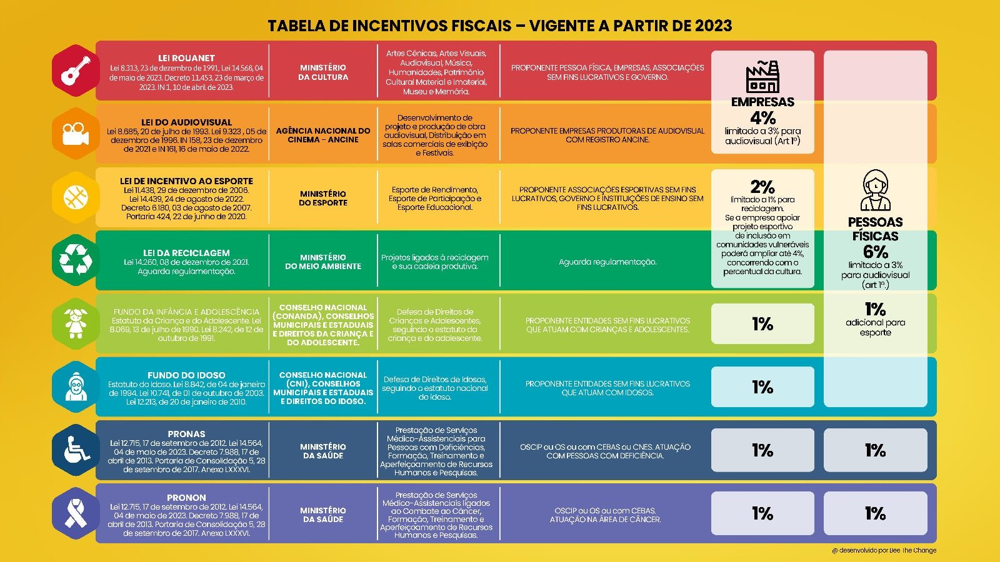 TABELA DE INCENTIVOS FISCAIS – VIGENTE A PARTIR DE 2023
LEI ROUANET
Lei 8.313, 23 de dezembro de 1991, Lei 14.568, 04
de maio de 2023. Decreto 11.453, 23 de março de
2023. IN 1, 10 de abril de 2023.
MINISTÉRIO
DA CULTURA
Artes Cênicas, Artes Visuais,
Audiovisual, Música,
Humanidades, Patrimônio
Cultural Material e Imaterial,
Museu e Memória.
PROPONENTE PESSOA FÍSICA, EMPRESAS, ASSOCIAÇÕES
SEM FINS LUCRATIVOS E GOVERNO.
EMPRESAS
4%
limitado a 3% para
audiovisual (Art 1º)
LEI DO AUDIOVISUAL
Lei 8.685, 20 de julho de 1993. Lei 9.323 , 05 de
dezembro de 1996. IN 158, 23 de dezembro
de 2021 e IN 161, 16 de maio de 2022.
AGÊNCIA NACIONAL DO
CINEMA - ANCINE
Desenvolvimento de
projeto e produção de obra
audiovisual, Distribuição em
salas comerciais de exibição
e Festivais.
PROPONENTE EMPRESAS PRODUTORAS DE AUDIOVISUAL
COM REGISTRO ANCINE.
LEI DE INCENTIVO AO ESPORTE
Lei 11.438, 29 de dezembro de 2006.
Lei 14.439, 24 de agosto de 2022.
Decreto 6.180, 03 de agosto de 2007.
Portaria 424, 22 de junho de 2020.
MINISTÉRIO
DO ESPORTE
Esporte de Rendimento,
Esporte de Participação e
Esporte Educacional.
PROPONENTE ASSOCIAÇÕES ESPORTIVAS SEM FINS
LUCRATIVOS, GOVERNO E INSTITUIÇÕES DE ENSINO SEM
FINS LUCRATIVOS.
2%
limitado a 1% para
reciclagem.
Se a empresa apoiar
projeto esportivo
de inclusão em
comunidades vulneráveis
poderá ampliar até 4%,
concorrendo com o
percentual da cultura.
PESSOAS
FÍSICAS
6%
limitado a 3%
para audiovisual
(art 1º.)
1%
adicional para
esporte
LEI DA RECICLAGEM
Lei 14.260, 08 de dezembro de 2021.
Aguarda regulamentação.
MINISTÉRIO
DO MEIO AMBIENTE
Projetos ligados à reciclagem
e sua cadeia produtiva.
Aguarda regulamentação.
FUNDO DA INFÂNCIA E ADOLESCÊNCIA
Estatuto da Criança e do Adolescente. Lei
8.069, 13 de julho de 1990. Lei 8.242, de 12 de
outubro de 1991.
CONSELHO NACIONAL
(CONANDA), CONSELHOS
MUNICIPAIS E ESTADUAIS
E DIREITOS DA CRIANÇA E
DO ADOLESCENTE.
Defesa de Direitos de
Crianças e Adolescentes,
seguindo o estatuto da
criança e do adolescente.
PROPONENTE ENTIDADES SEM FINS LUCRATIVOS
QUE ATUAM COM CRIANÇAS E ADOLESCENTES.
1%
FUNDO DO IDOSO
Estatuto do Idoso. Lei 8.842, de 04 de janeiro
de 1994. Lei 10.741, de 01 de outubro de 2003.
Lei 12.213, de 20 de janeiro de 2010.
CONSELHO NACIONAL
(CNI), CONSELHOS
MUNICIPAIS E ESTADUAIS
E DIREITOS DO IDOSO.
Defesa de Direitos de Idosos,
seguindo o estatuto nacional
do idoso.
PROPONENTE ENTIDADES SEM FINS LUCRATIVOS
QUE ATUAM COM IDOSOS.
1%
PRONAS
Lei 12.715, 17 de setembro de 2012. Lei 14.564,
04 de maio de 2023. Decreto 7.988, 17 de
abril de 2013. Portaria de Consolidação 5, 28
de setembro de 2017. Anexo LXXXVI.
MINISTÉRIO
DA SAÚDE
Prestação de Serviços
Médico-Assistenciais para
Pessoas com Deficiências,
Formação, Treinamento e
Aperfeiçoamento de Recursos
Humanos e Pesquisas.
OSCIP ou OS ou com CEBAS ou CNES. ATUAÇÃO
COM PESSOAS COM DEFICIÊNCIA.
1%
1%
PRONON
Lei 12.715, 17 de setembro de 2012. Lei 14.564,
04 de maio de 2023. Decreto 7.988, 17 de
abril de 2013. Portaria de Consolidação 5, 28
de setembro de 2017. Anexo LXXXVI.
MINISTÉRIO
DA SAÚDE
Prestação de Serviços
Médico-Assistenciais ligados
ao Combate ao Câncer,
Formação, Treinamento e
Aperfeiçoamento de Recursos
Humanos e Pesquisas.
OSCIP ou OS ou com CEBAS.
ATUAÇÃO NA ÁREA DE CÂNCER.
1%
1%
@ desenvolvido por Bee The Change